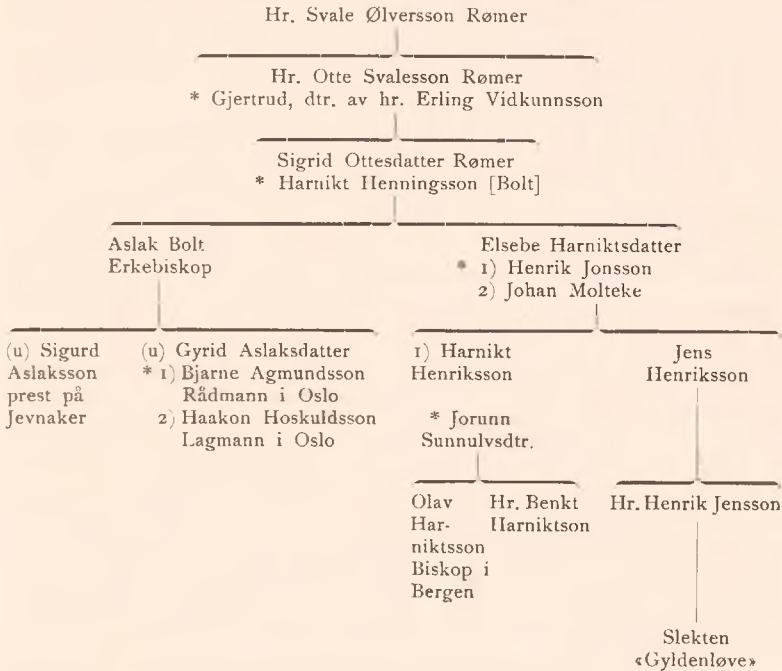 Hr. Svale Ølversson Rømer
Hr. Otte Svalesson Rømer
* Gjertrud, dtr. av hr. Erling Vidkunnsson
Sigrid Ottesdatter Rømer
* Harnikt Henningsson [Bolt]
Aslak Bolt
Erkebiskop
Elsebe Harniktsdatter
* 1) Henrik Jonsson
2) Johan Molteke
(u) Sigurd
Aslaksson
prest på
Jevnaker
(u) Gyrid Aslaksdatter
* 1) Bjarne Agmundsson
Rådmann i Oslo
2) Haakon Hoskuldsson
Lagmann i Oslo
1) Harnikt
Henriksson
* Jorunn
Sunnulvsdtr.
Jens
Henriksson
Olav
Har-
niktsson
Biskop i
Bergen
Hr. Benkt
Harniktson
Hr. Henrik Jensson
Slekten
«Gyldenløve»